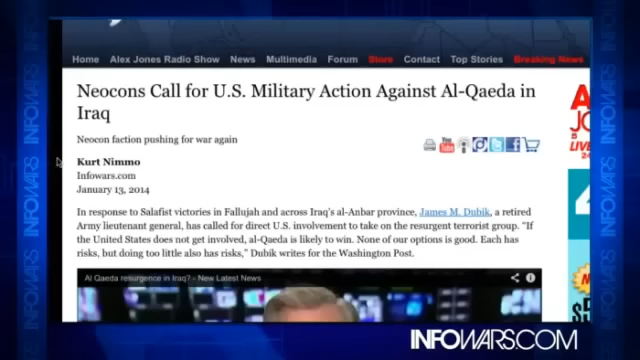 Home Alex Jones Radio Show News Multimedia Forum Store Contact Top Stories Breaking News
Neocons Call for U.S. Military Action Against Al-Qaeda in
Iraq
Neocon faction pushing for war again
Kurt Nimmo
Infowars.com
January 13, 2014
In response to Salafist victories in Fallujah and across Iraq's al-Anbar province, James M. Dubik, a retired
Army lieutenant general, has called for direct U.S. involvement to take on the resurgent terrorist group. "If
the United States does not get involved, al-Qaeda is likely to win. None of our options is good. Each has
risks, but doing too little also has risks," Dubik writes for the Washington Post.
Al Qaeda resurgence in Iraq? - New Latest News
INFOWARS
INFOWARS
INFOWARS
INFOWARS
INFOWARS.COM